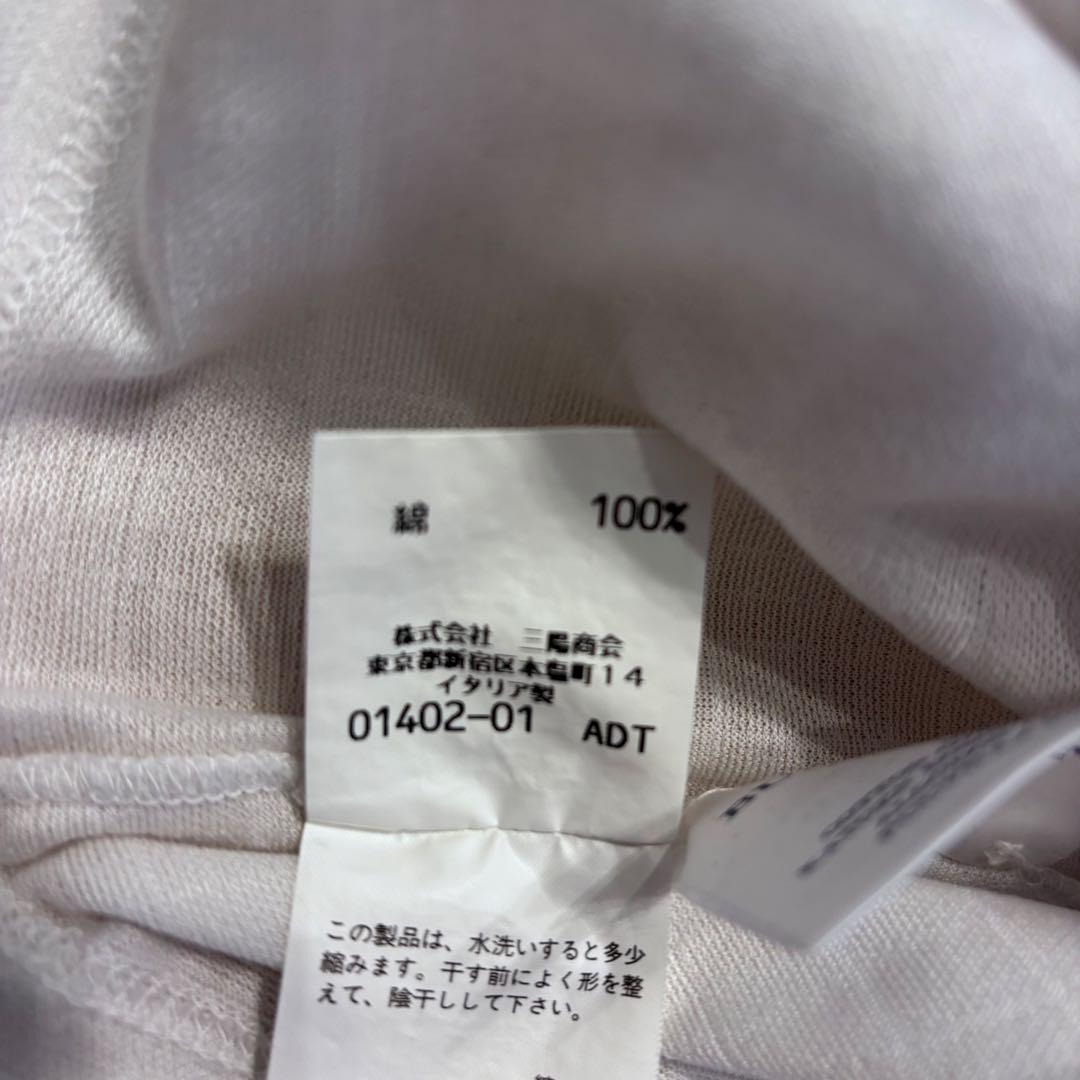 綿 100%
株式会社 三陽商会
東京都新宿区本塩町14
イタリア製
01402-01 ADT
この製品は、水洗いすると多少
縮みます。干す前によく形を整
えて、陰干しして下さい。